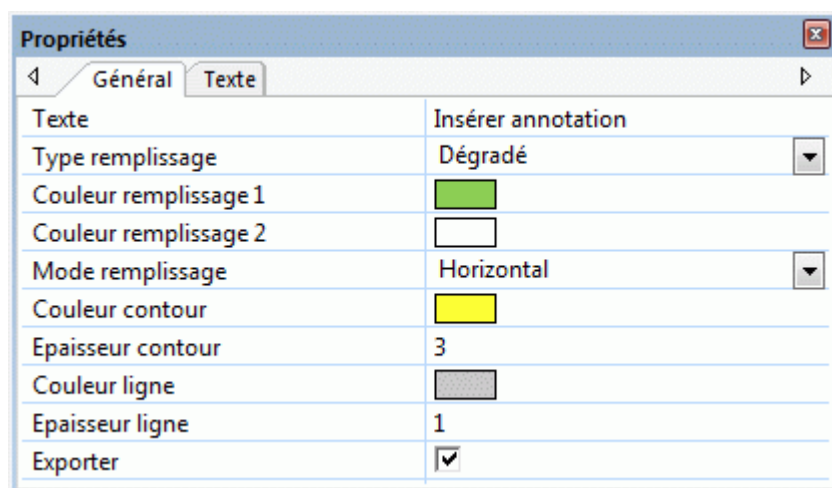 Propriétés
Général Texte
Texte Insérer annotation
Type remplissage Dégradé
Couleur remplissage 1
Couleur remplissage 2
Mode remplissage Horizontal
Couleur contour
Epaisseur contour 3
Couleur ligne
Epaisseur ligne 1
Exporter